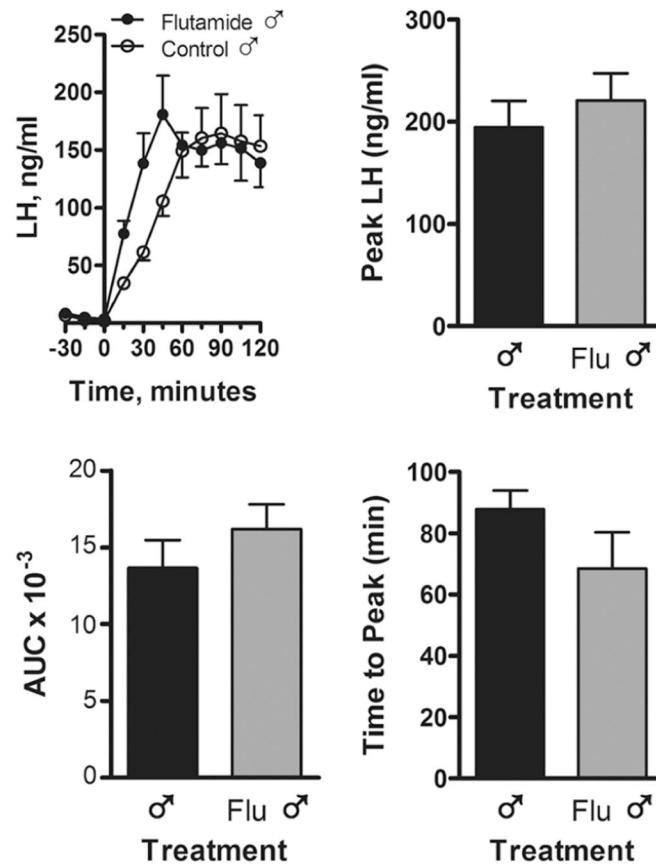 Flutamide ♂
Control ♂
LH, ng/ml
250
200
150
100
50
-30 0 30 60 90 120
Time, minutes
Peak LH (ng/ml)
300
200
100
0
♂ Flu ♂
Treatment
AUC x 10-3
20
15
10
5
0
♂ Flu ♂
Treatment
Time to Peak (min)
100
80
60
40
20
0
♂ Flu ♂
Treatment